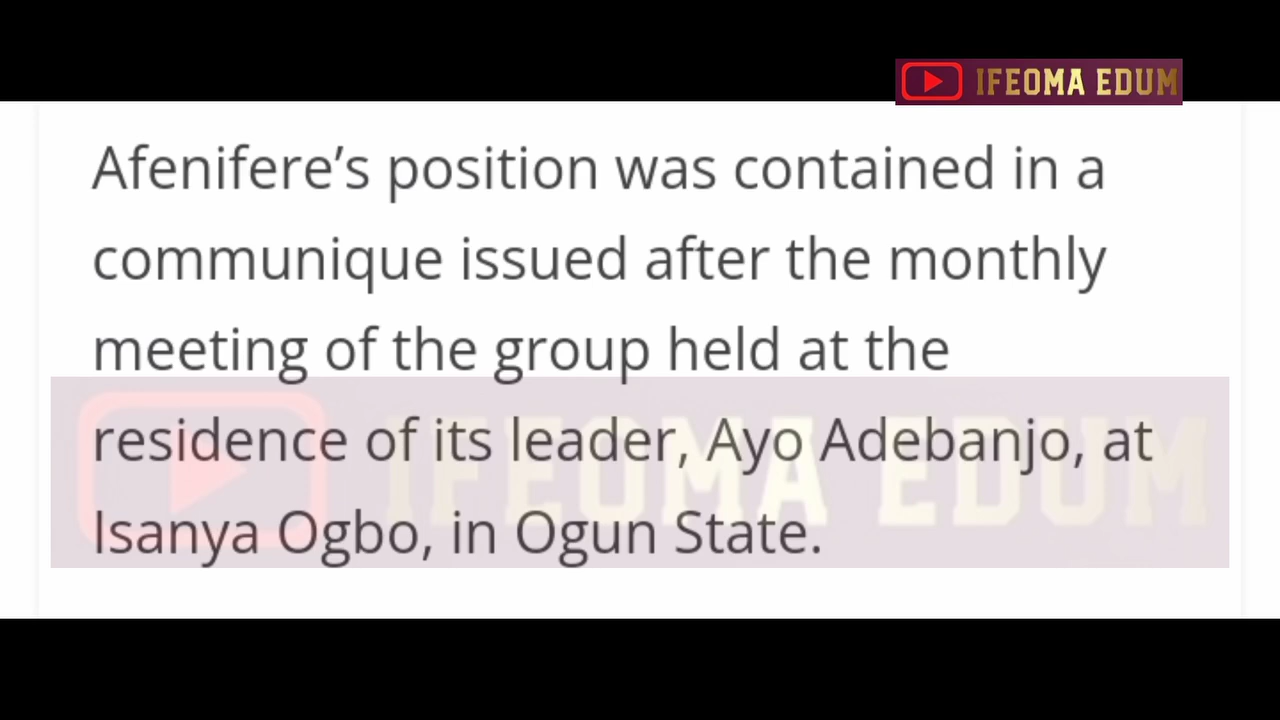 IFEOMA EDUM
Afenifere’s position was contained in a
communique issued after the monthly
meeting of the group held at the
residence of its leader, Ayo Adebanjo, at
Isanya Ogbo, in Ogun State.
IFEOMA EDUM